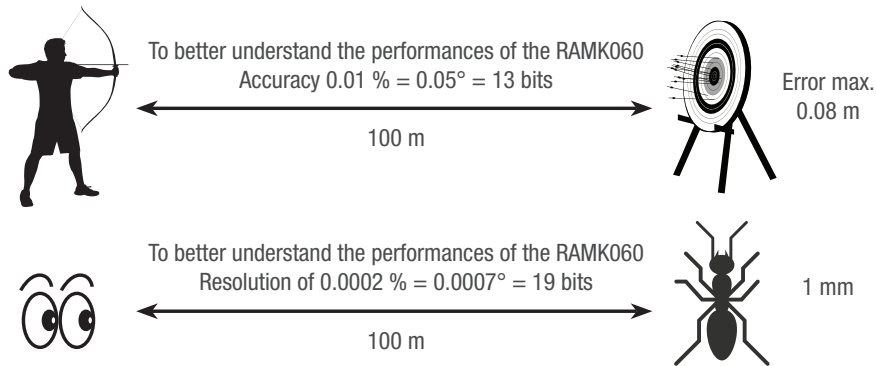 To better understand the performances of the RAMK060
Accuracy 0.01 % = 0.05° = 13 bits
100 m
Error max.
0.08 m
To better understand the performances of the RAMK060
Resolution of 0.0002 % = 0.0007° = 19 bits
100 m
1 mm